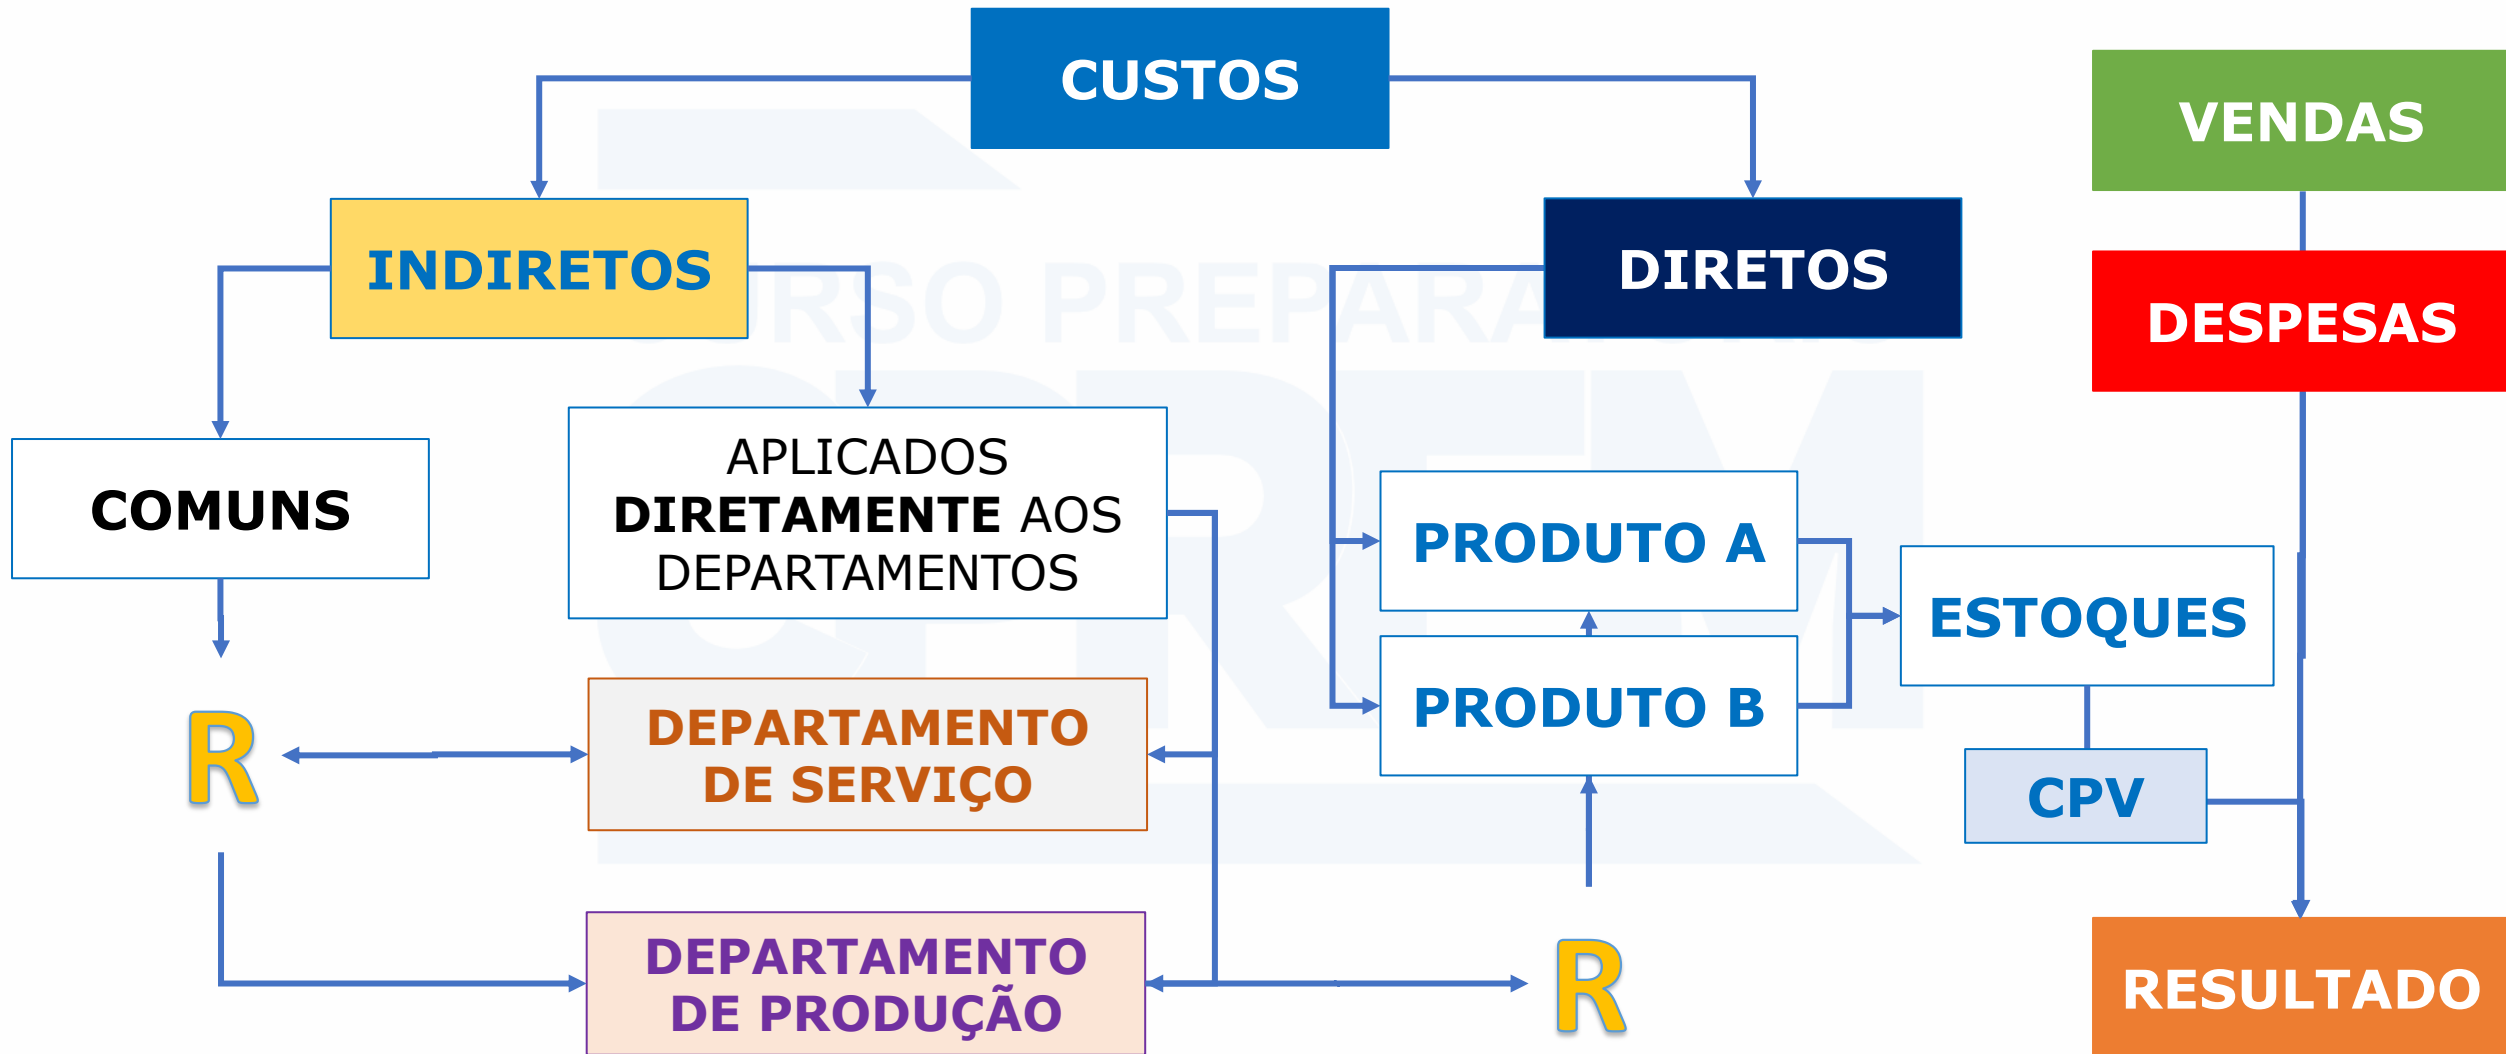 CUSTOS
VENDAS
INDIRETOS
DIRETOS
DESPESAS
COMUNS
APLICADOS
DIRETAMENTE AOS
DEPARTAMENTOS
PRODUTO A
ESTOQUES
PRODUTO B
R
DEPARTAMENTO
DE SERVIÇO
CPV
DEPARTAMENTO
DE PRODUÇÃO
R
RESULTADO